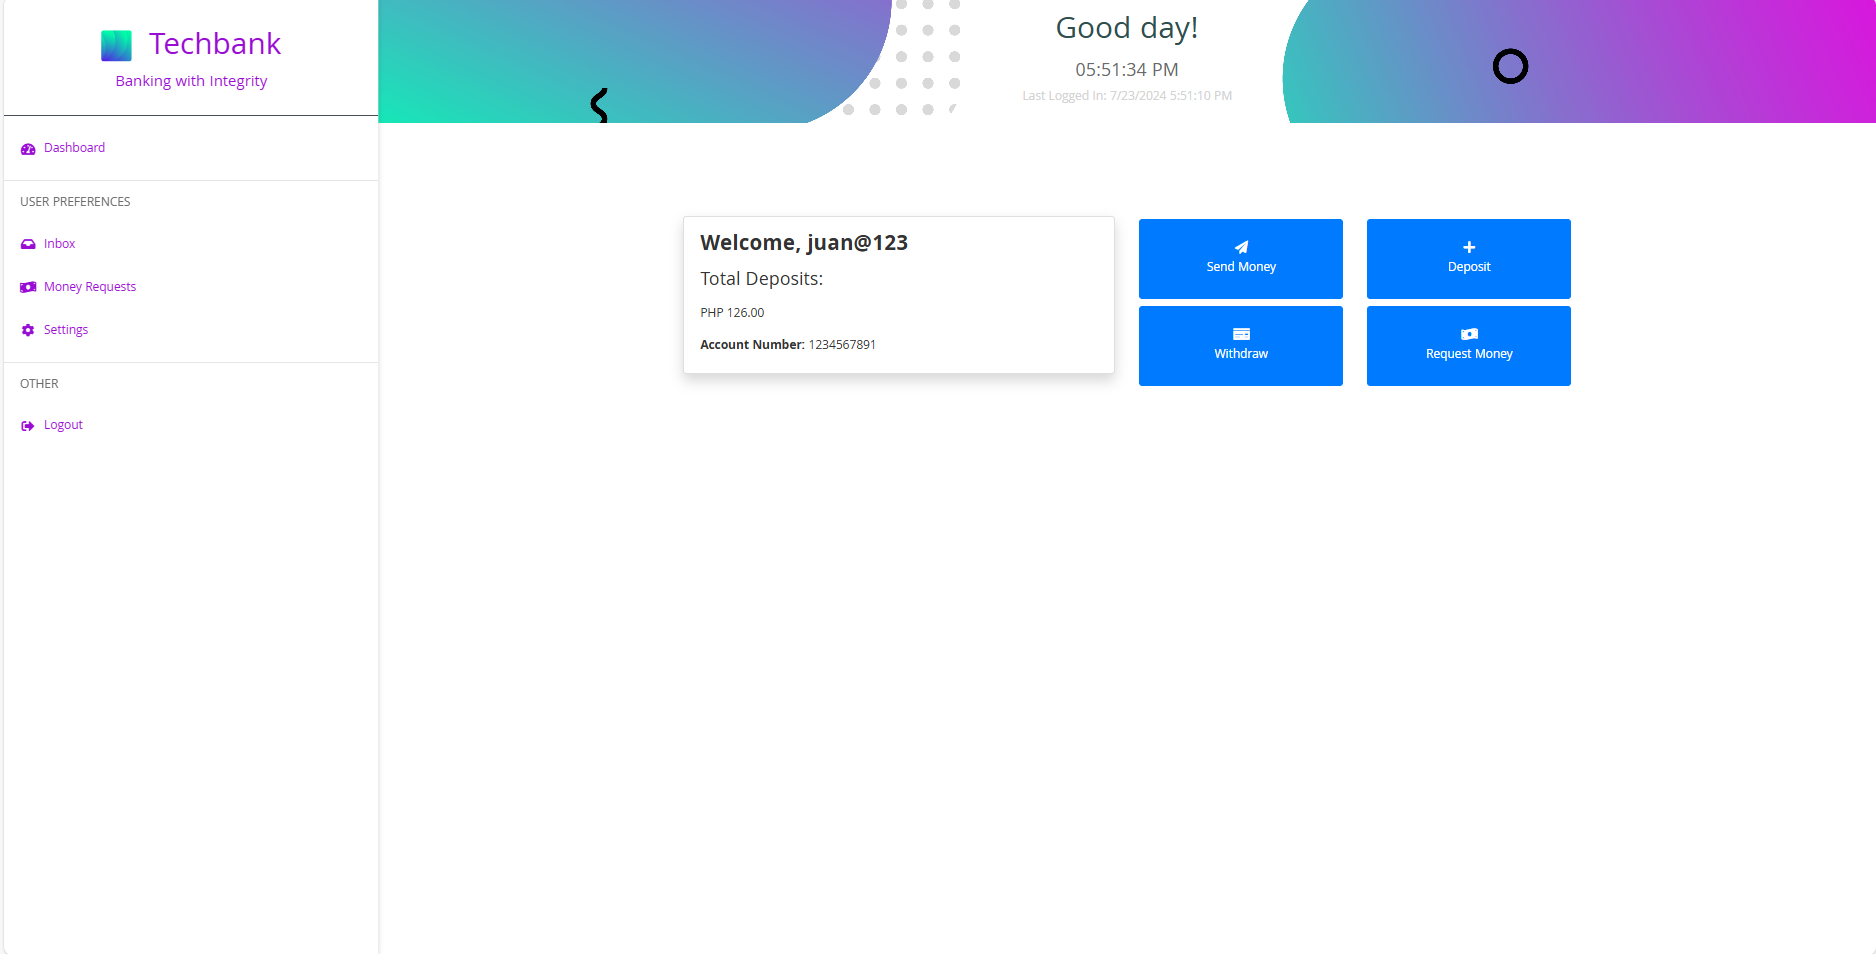 Techbank
Banking with Integrity
Dashboard
USER PREFERENCES
Inbox
Money Requests
Settings
OTHER
Logout
Good day!
05:51:34 PM
Last Logged In: 7/23/2024 5:51:10 PM
Welcome, juan@123
Total Deposits:
PHP 126.00
Account Number: 1234567891
Send Money
Deposit
Withdraw
Request Money